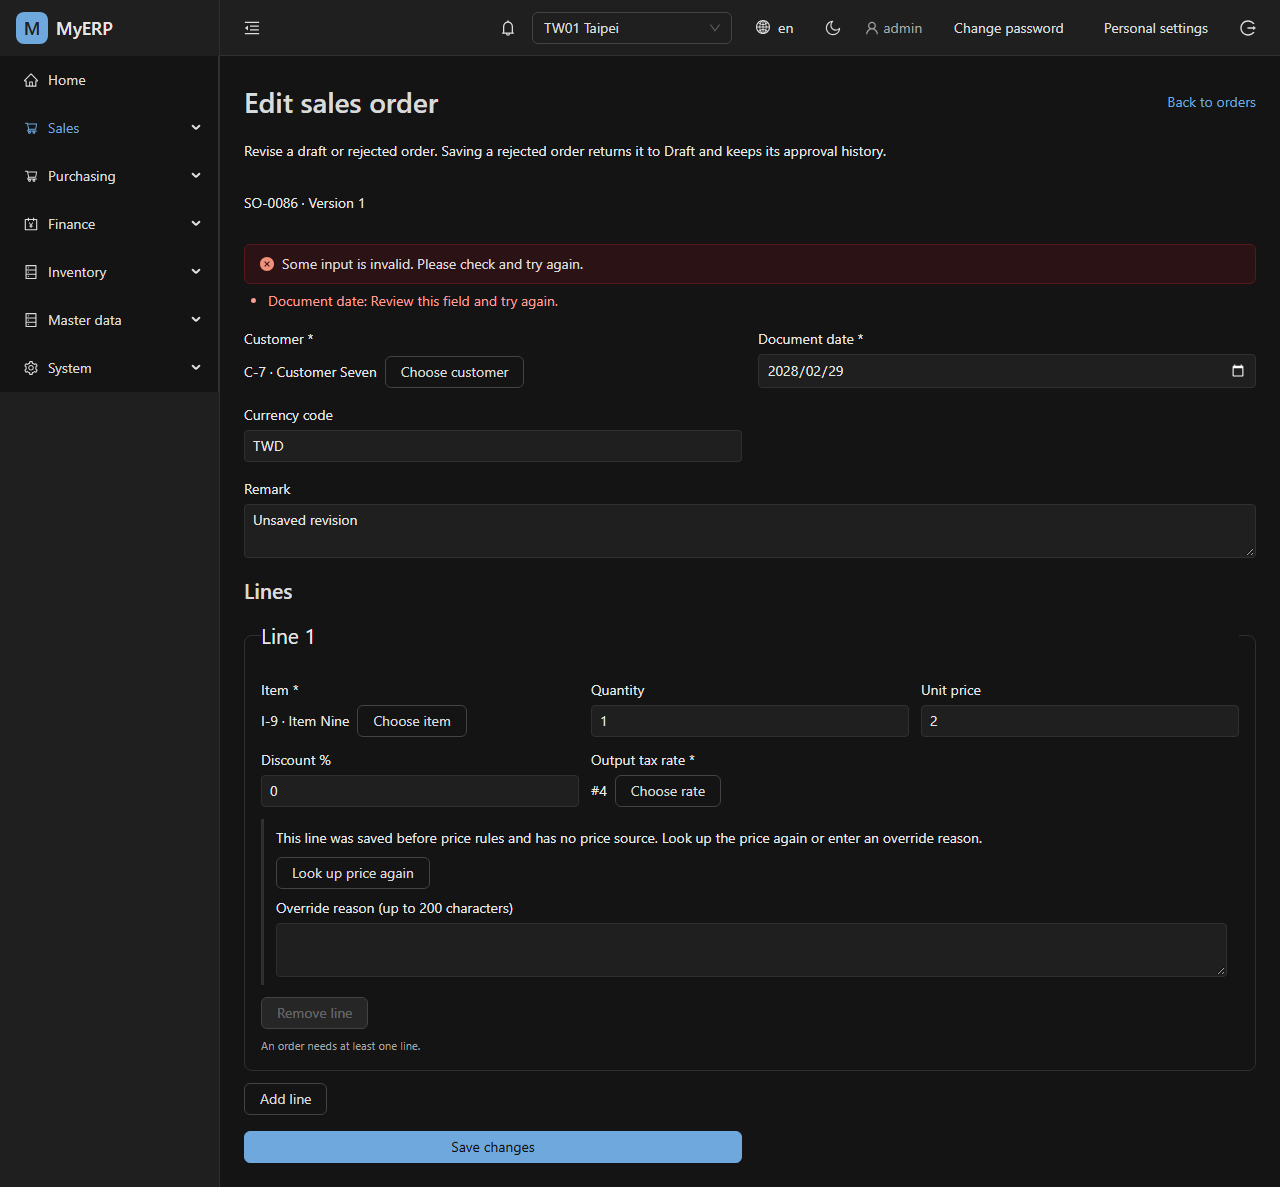 M MyERP
TW01 Taipei
en
admin
Change password
Personal settings
Home
Sales
Purchasing
Finance
Inventory
Master data
System
Edit sales order
Back to orders
Revise a draft or rejected order. Saving a rejected order returns it to Draft and keeps its approval history.
SO-0086 · Version 1
Some input is invalid. Please check and try again.
• Document date: Review this field and try again.
Customer *
C-7 · Customer Seven
Choose customer
Document date *
2028/02/29
Currency code
TWD
Remark
Unsaved revision
Lines
Line 1
Item *
I-9 · Item Nine
Choose item
Quantity
1
Unit price
2
Discount %
0
Output tax rate *
#4
Choose rate
This line was saved before price rules and has no price source. Look up the price again or enter an override reason.
Look up price again
Override reason (up to 200 characters)
Remove line
An order needs at least one line.
Add line
Save changes